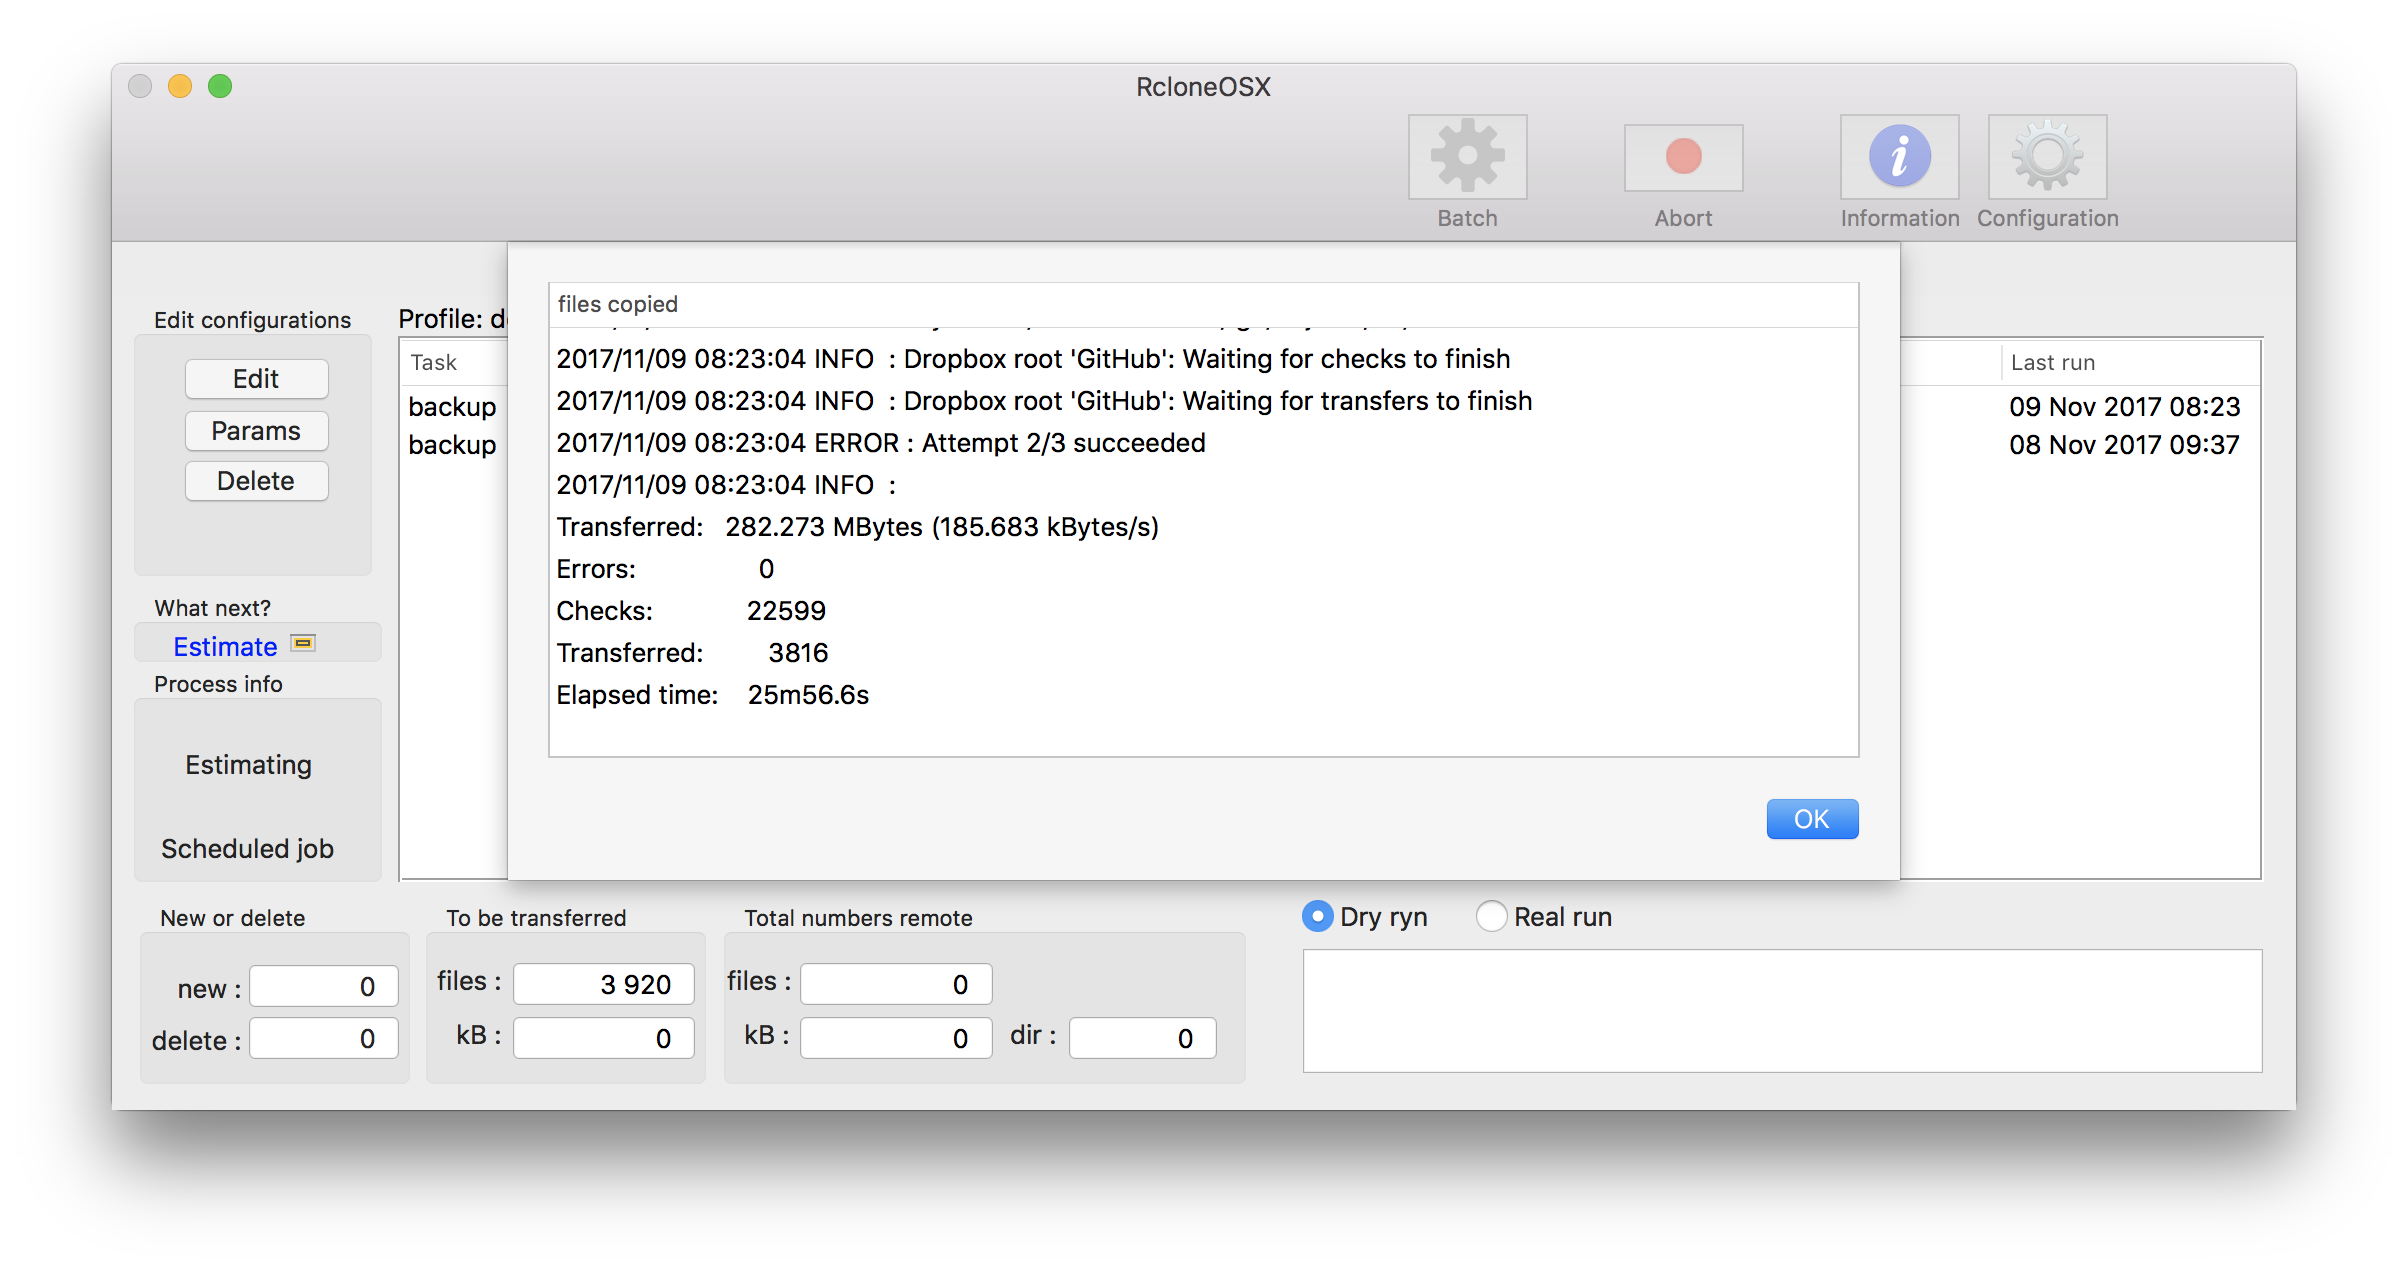 RcloneOSX
Batch
Abort
Information
Configuration
Edit configurations
Edit
Params
Delete
What next?
Estimate
Process info
Estimating
Scheduled job
Profile:
Task
Last run
backup
09 Nov 2017 08:23
backup
08 Nov 2017 09:37
files copied
2017/11/09 08:23:04 INFO  : Dropbox root 'GitHub': Waiting for checks to finish
2017/11/09 08:23:04 INFO  : Dropbox root 'GitHub': Waiting for transfers to finish
2017/11/09 08:23:04 ERROR : Attempt 2/3 succeeded
2017/11/09 08:23:04 INFO  :
Transferred:   282.273 MBytes (185.683 kBytes/s)
Errors:                 0
Checks:             22599
Transferred:         3816
Elapsed time:    25m56.6s
OK
New or delete
new : 0
delete : 0
To be transferred
files : 3 920
kB : 0
Total numbers remote
files : 0
kB : 0 dir : 0
Dry ryn
Real run